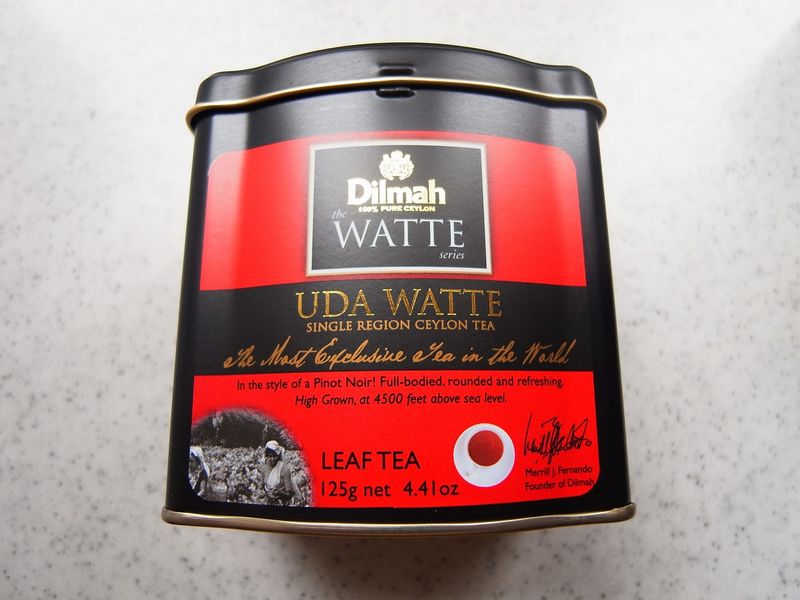 Dilmah
100% PURE CEYLON
the
WATTE
series
UDA WATTE
SINGLE REGION CEYLON TEA
The Most Exclusive Tea in the World
In the style of a Pinot Noir! Full-bodied, rounded and refreshing.
High Grown, at 4500 feet above sea level.
LEAF TEA
125g net 4.41oz
Merrill J. Fernando
Founder of Dilmah